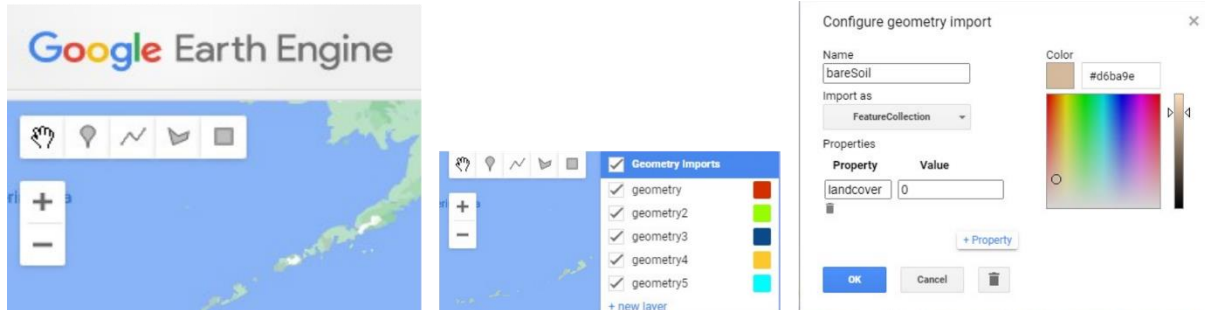 Google Earth Engine
+
−
Geometry Imports
geometry
geometry2
geometry3
geometry4
geometry5
+ new layer
+
−
Configure geometry import
×
Name
bareSoil
Import as
FeatureCollection
Properties
Property Value
landcover 0
+ Property
OK Cancel
Color
#d6ba9e